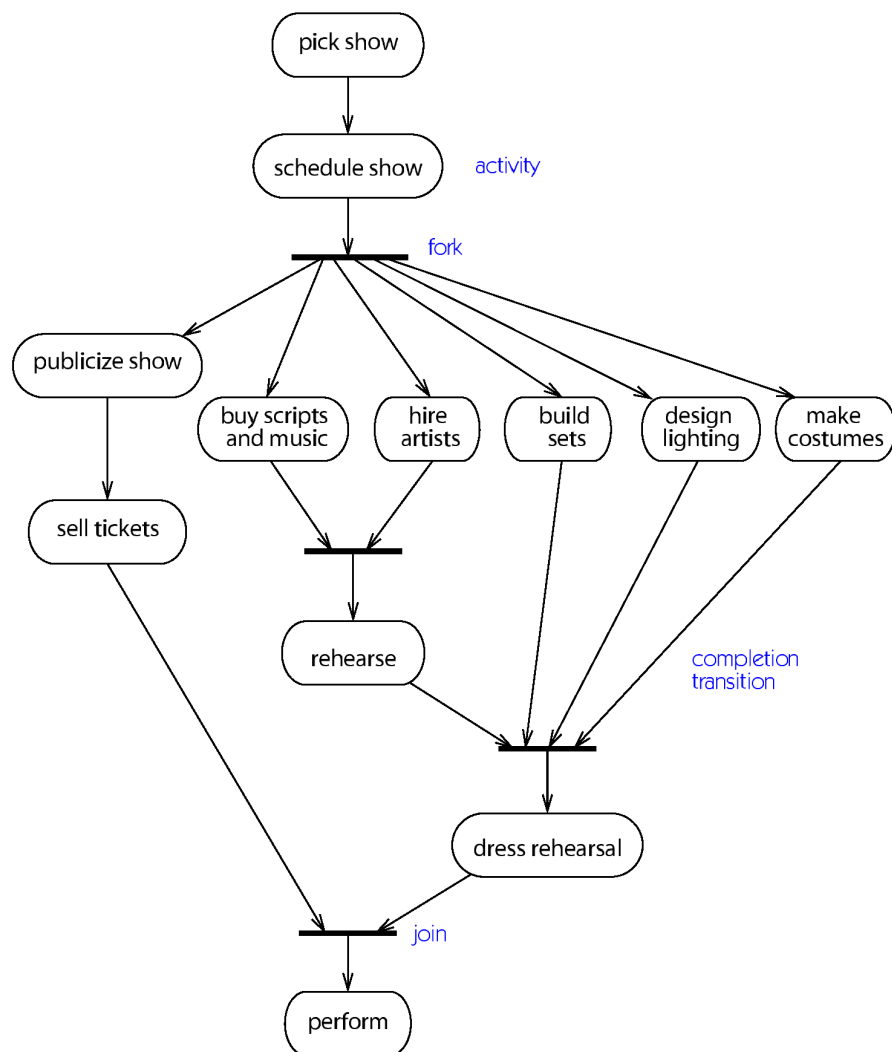 pick show
schedule show
activity
fork
publicize show
buy scripts
and music
hire
artists
build
sets
design
lighting
make
costumes
sell tickets
rehearse
completion
transition
dress rehearsal
join
perform